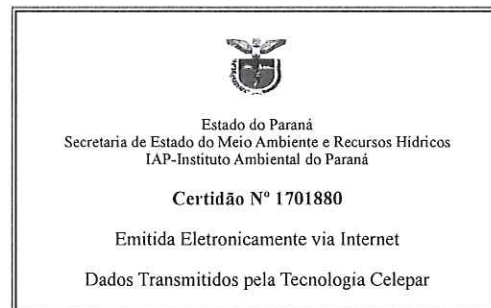 Estado do Paraná
Secretaria de Estado do Meio Ambiente e Recursos Hídricos
IAP-Instituto Ambiental do Paraná
Certidão Nº 1701880
Emitida Eletronicamente via Internet
Dados Transmitidos pela Tecnologia Celepar